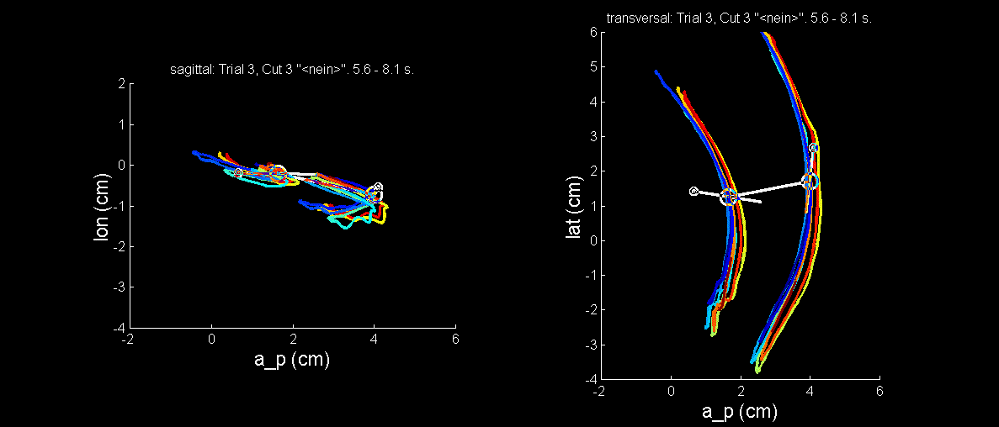 sagittal: Trial 3, Cut 3 "<nein>". 5.6 - 8.1 s.
2
1
0
-1
-2
-3
-4
lon (cm)
-2 0 2 4 6
a_p (cm)
transversal: Trial 3, Cut 3 "<nein>". 5.6 - 8.1 s.
6
5
4
3
2
1
0
-1
-2
-3
-4
lat (cm)
-2 0 2 4 6
a_p (cm)